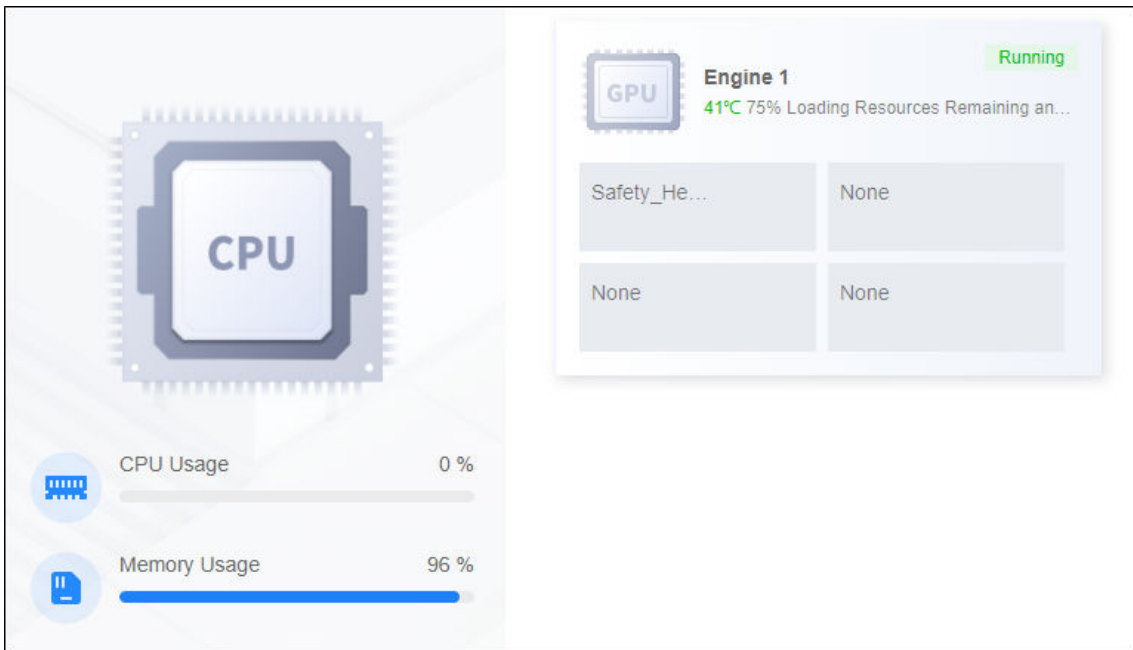 CPU
CPU Usage 0 %
Memory Usage 96 %
Running
GPU
Engine 1
41℃ 75% Loading Resources Remaining an...
Safety_He... None
None None